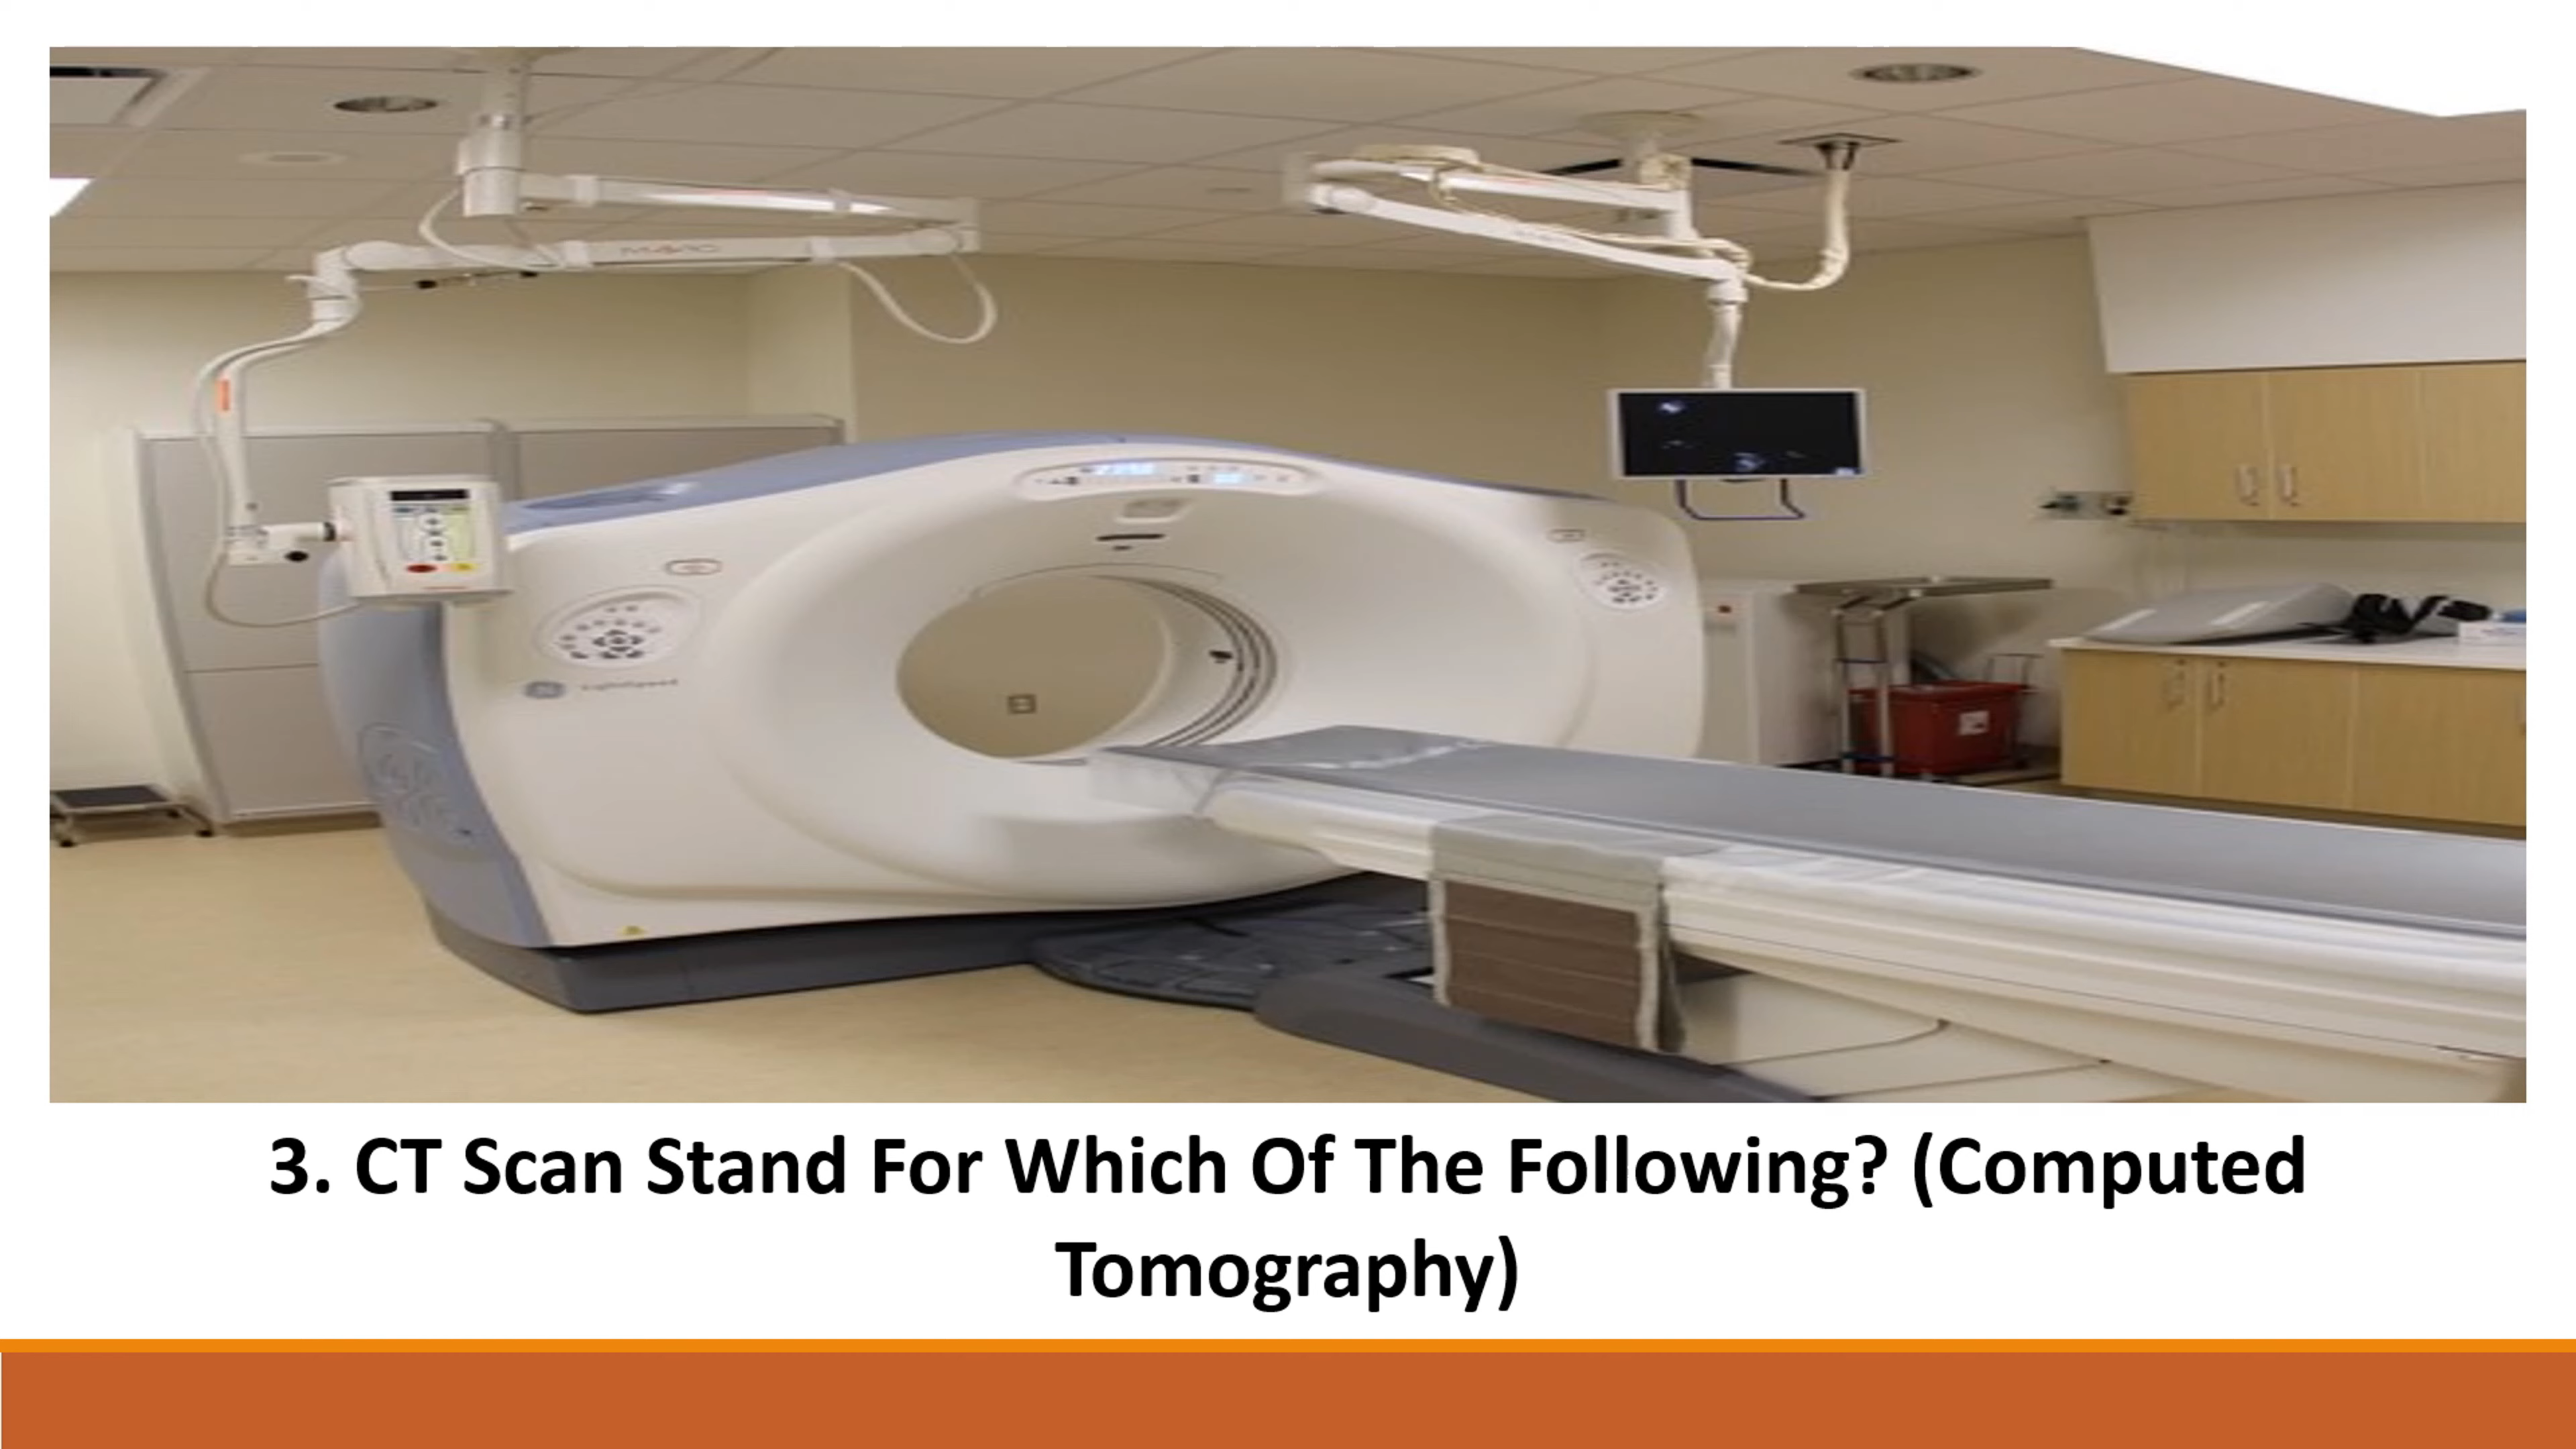 3. CT Scan Stand For Which Of The Following? (Computed
Tomography)